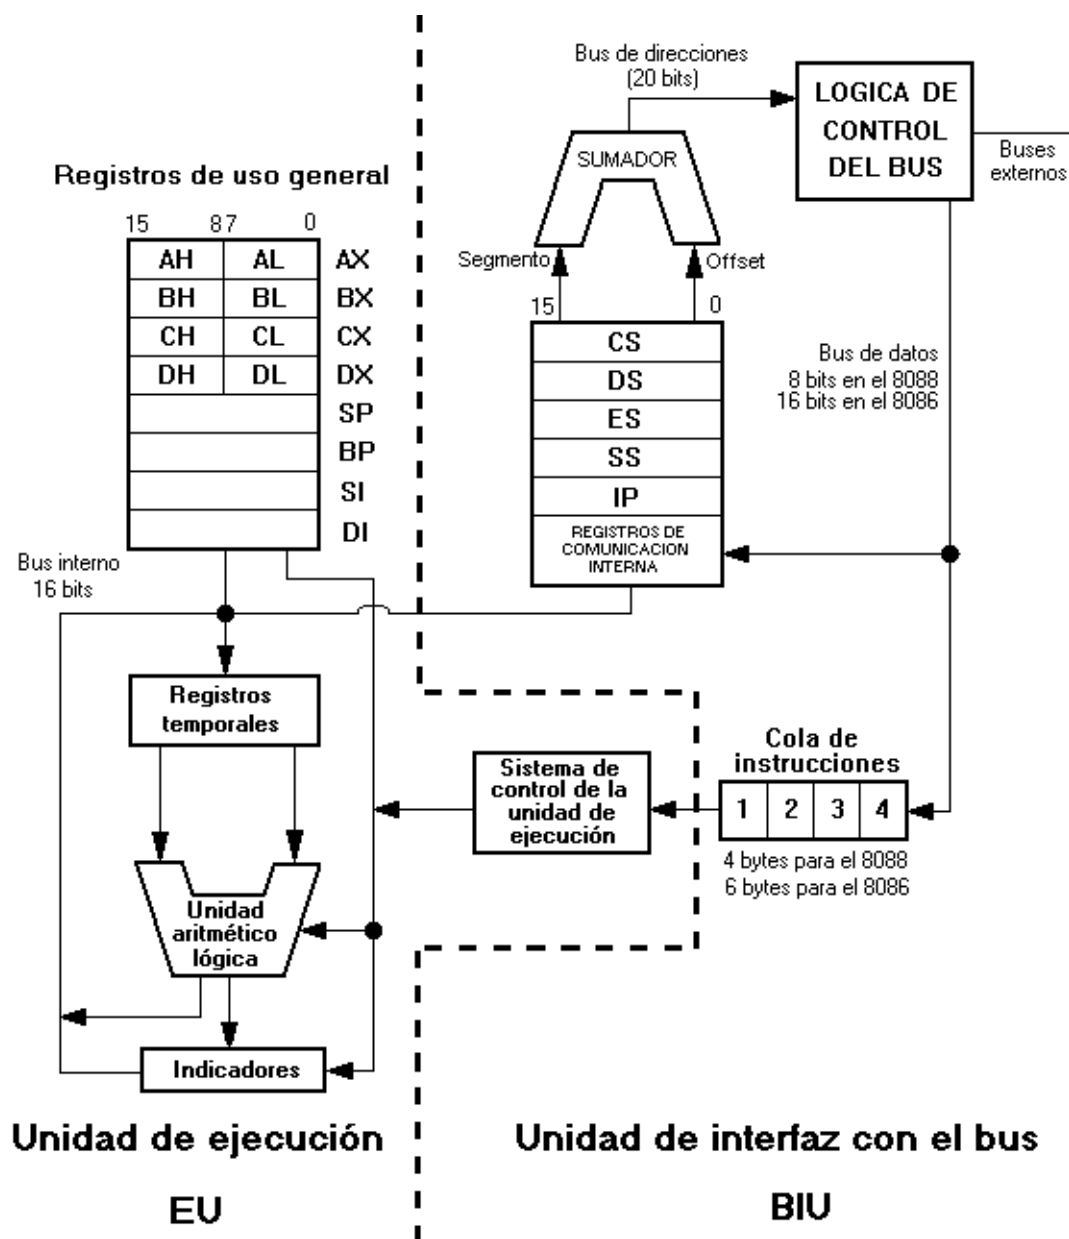 Bus de direcciones
(20 bits)
LOGICA DE
CONTROL
DEL BUS
Buses
externos
SUMADOR
Segmento
Offset
15
0
CS
DS
ES
SS
IP
REGISTROS DE
COMUNICACION
INTERNA
Bus de datos
8 bits en el 8088
16 bits en el 8086
Registros de uso general
15 8 7 0
AH AL AX
BH BL BX
CH CL CX
DH DL DX
SP
BP
SI
DI
Bus interno
16 bits
Registros
temporales
Unidad
aritmético
lógica
Indicadores
Sistema de
control de la
unidad de
ejecución
Cola de
instrucciones
1 2 3 4
4 bytes para el 8088
6 bytes para el 8086
Unidad de ejecución
EU
Unidad de interfaz con el bus
BIU